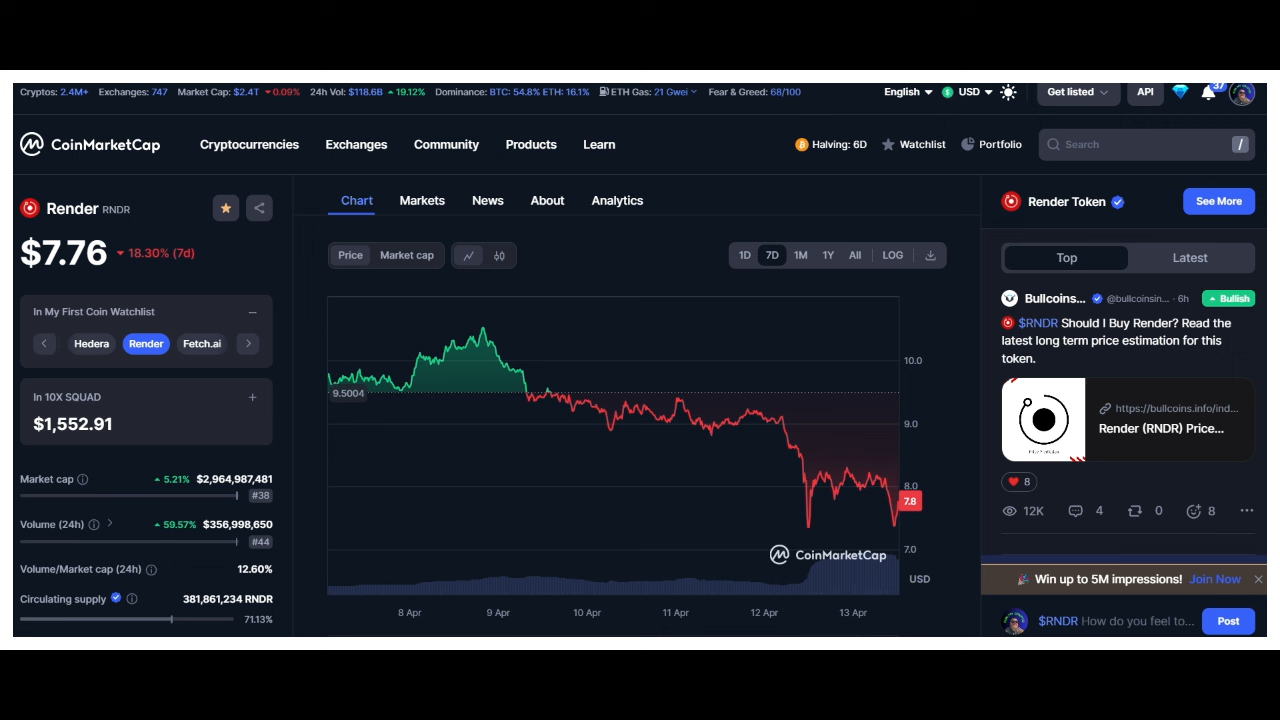 Cryptos: 2.4M+ Exchanges: 747 Market Cap: $2.4T 0.09% 24h Vol: $118.6B 19.12% Dominance: BTC: 54.8% ETH: 16.1% ETH Gas: 21 Gwei Fear & Greed: 68/100 English USD Get listed API 37
CoinMarketCap Cryptocurrencies Exchanges Community Products Learn Halving: 6D Watchlist Portfolio Search /
Render RNDR
$7.76 18.30% (7d)
In My First Coin Watchlist
Hedera Render Fetch.ai
In 10X SQUAD
$1,552.91
Market cap 5.21% $2,964,987,481
#38
Volume (24h) 59.57% $356,998,650
#44
Volume/Market cap (24h) 12.60%
Circulating supply 381,861,234 RNDR
71.13%
Chart Markets News About Analytics
Price Market cap 1D 7D 1M 1Y All LOG
10.0
9.5004
9.0
8.0
7.8
7.0
CoinMarketCap
USD
8 Apr 9 Apr 10 Apr 11 Apr 12 Apr 13 Apr
Render Token See More
Top Latest
Bullcoins... @bullcoinsin... · 6h Bullish
$RNDR Should I Buy Render? Read the
latest long term price estimation for this
token.
https://bullcoins.info/ind...
Render (RNDR) Price...
8
12K 4 0 8
Win up to 5M impressions! Join Now
$RNDR How do you feel to... Post